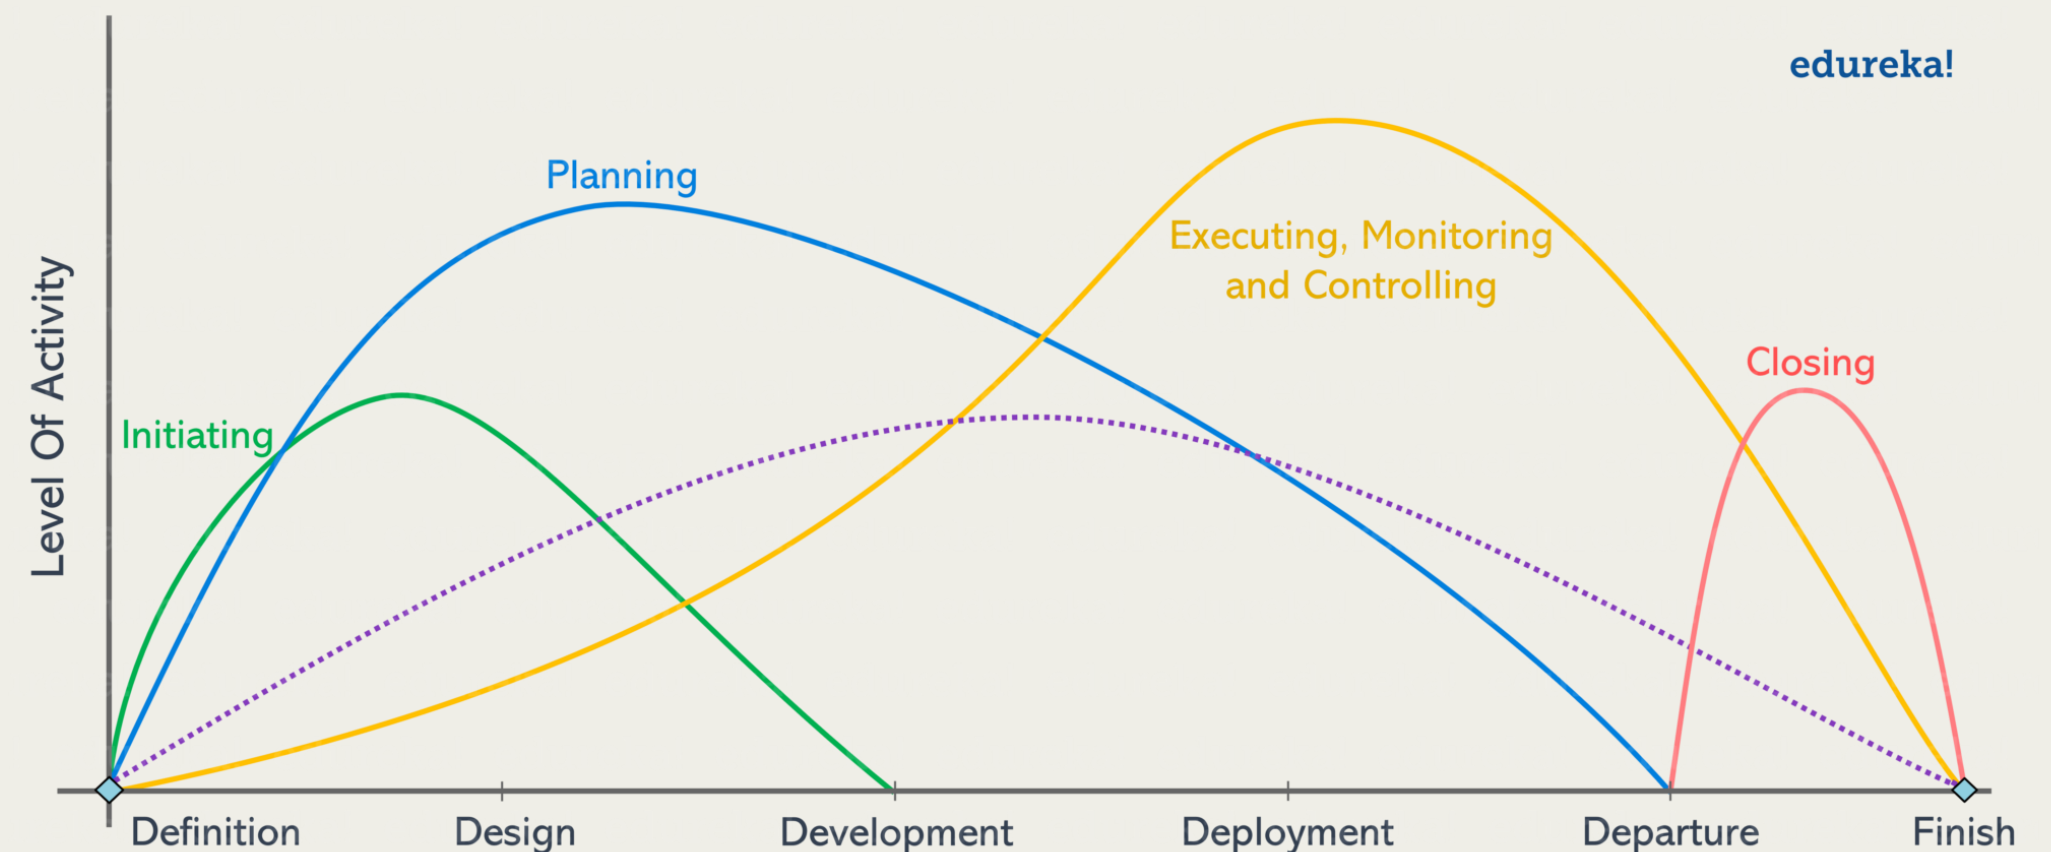 edureka!
Planning
Executing, Monitoring
and Controlling
Closing
Initiating
Level Of Activity
Definition
Design
Development
Deployment
Departure
Finish